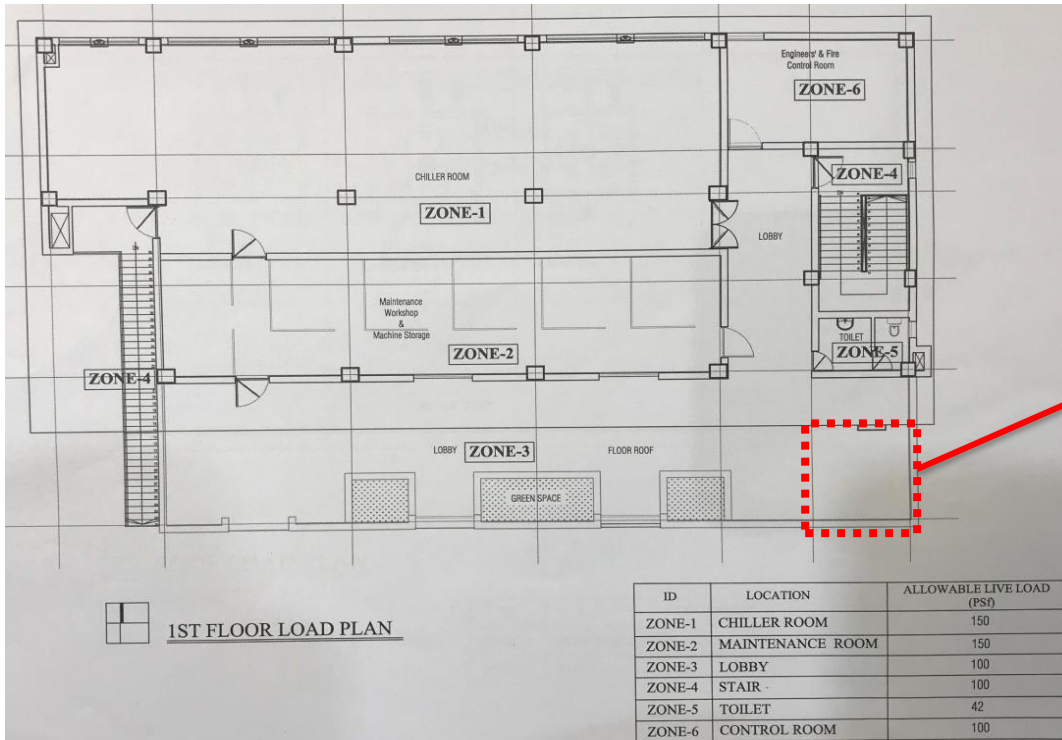 Engineers' & Fire
Control Room
ZONE-6
ZONE-4
CHILLER ROOM
ZONE-1
LOBBY
Maintenance
Workshop
&
Machine Storage
TOILET
ZONE-2
ZONE-5
ZONE-4
LOBBY
ZONE-3
FLOOR ROOF
GREEN SPACE
1ST FLOOR LOAD PLAN
ID LOCATION ALLOWABLE LIVE LOAD
(PSf)
ZONE-1 CHILLER ROOM 150
ZONE-2 MAINTENANCE ROOM 150
ZONE-3 LOBBY 100
ZONE-4 STAIR - 100
ZONE-5 TOILET 42
ZONE-6 CONTROL ROOM 100